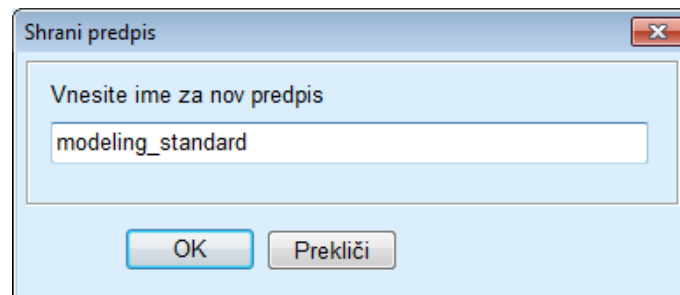 Shrani predpis
Vnesite ime za nov predpis
modeling_standard
OK Prekliči